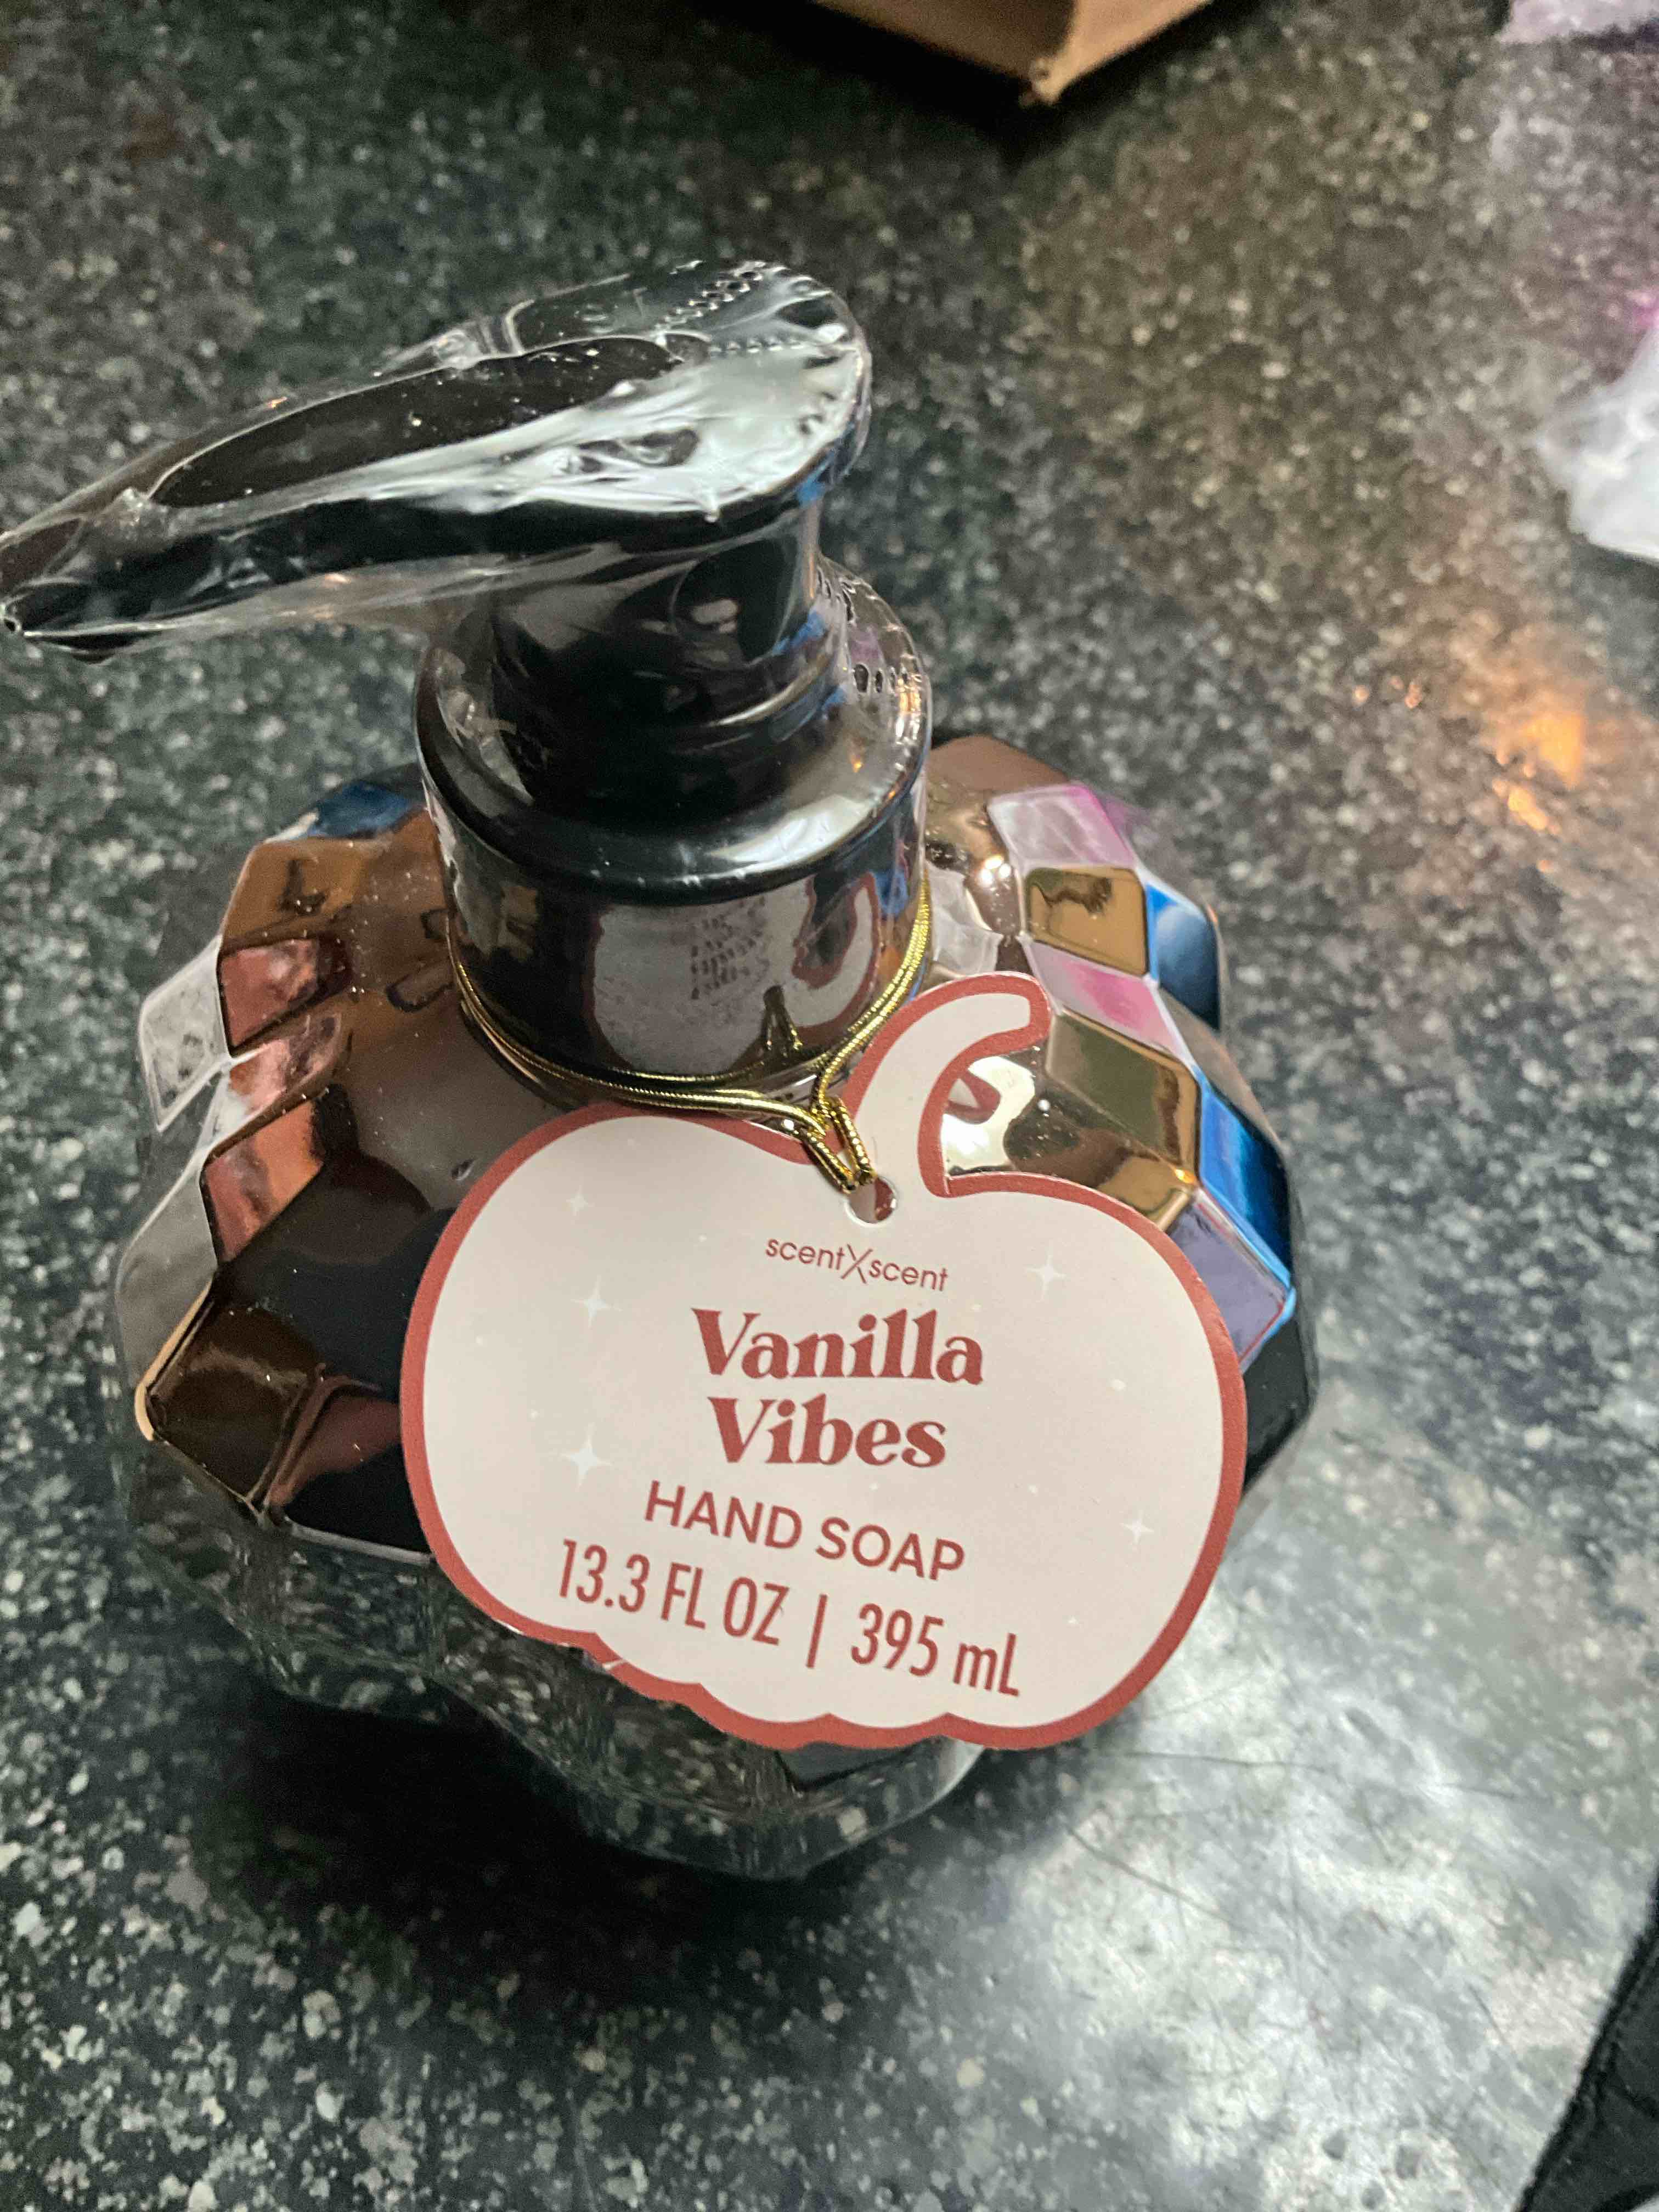 scentXscent
Vanilla
Vibes
HAND SOAP
13.3 FL OZ | 395 mL